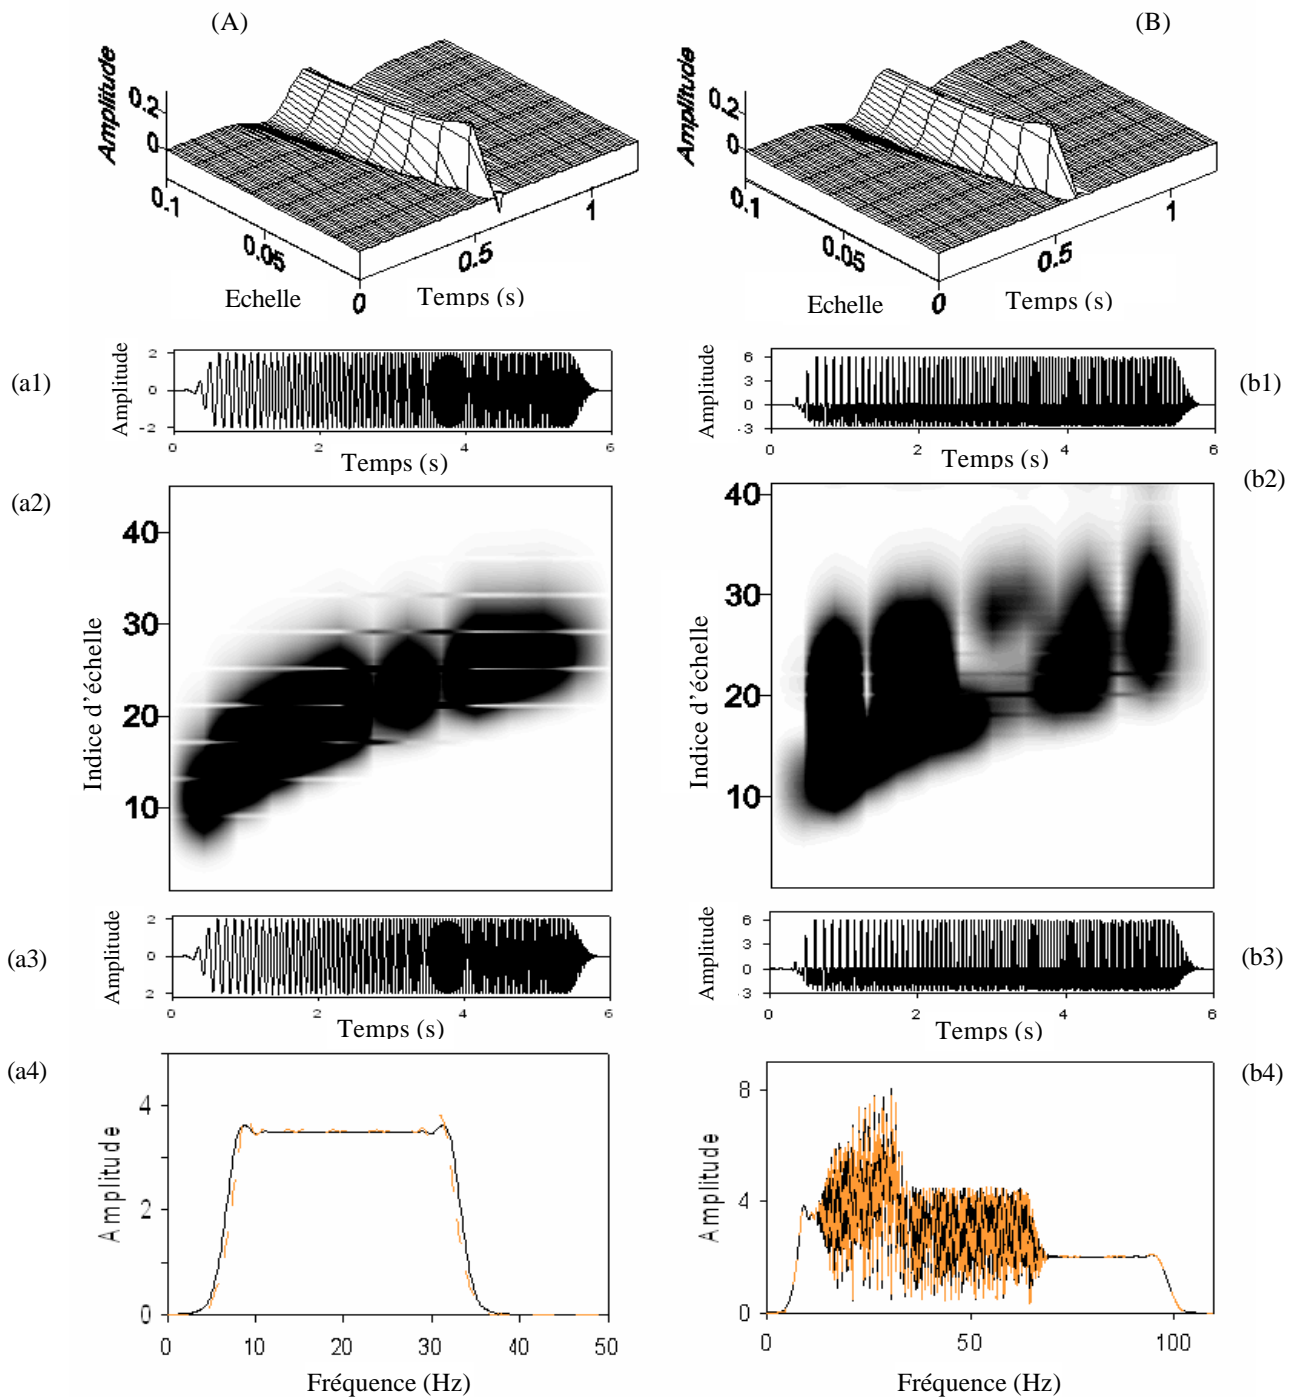 (A)
(B)
Amplitude
0.2
0
0.1
0.05
0
0.5
1
Echelle
Temps (s)
Amplitude
0.2
0
0.1
0.05
0
0.5
1
Echelle
Temps (s)
(a1)
Amplitude
2
0
-2
0
2
4
6
Temps (s)
(b1)
Amplitude
6
3
0
-3
0
2
4
6
Temps (s)
(a2)
Indice d'échelle
40
30
20
10
(b2)
Indice d'échelle
40
30
20
10
(a3)
Amplitude
2
0
2
0
2
4
6
Temps (s)
(b3)
Amplitude
6
3
0
-3
0
2
4
6
Temps (s)
(a4)
Amplitude
4
2
0
0
10
20
30
40
50
Fréquence (Hz)
(b4)
Amplitude
8
4
0
0
50
100
Fréquence (Hz)